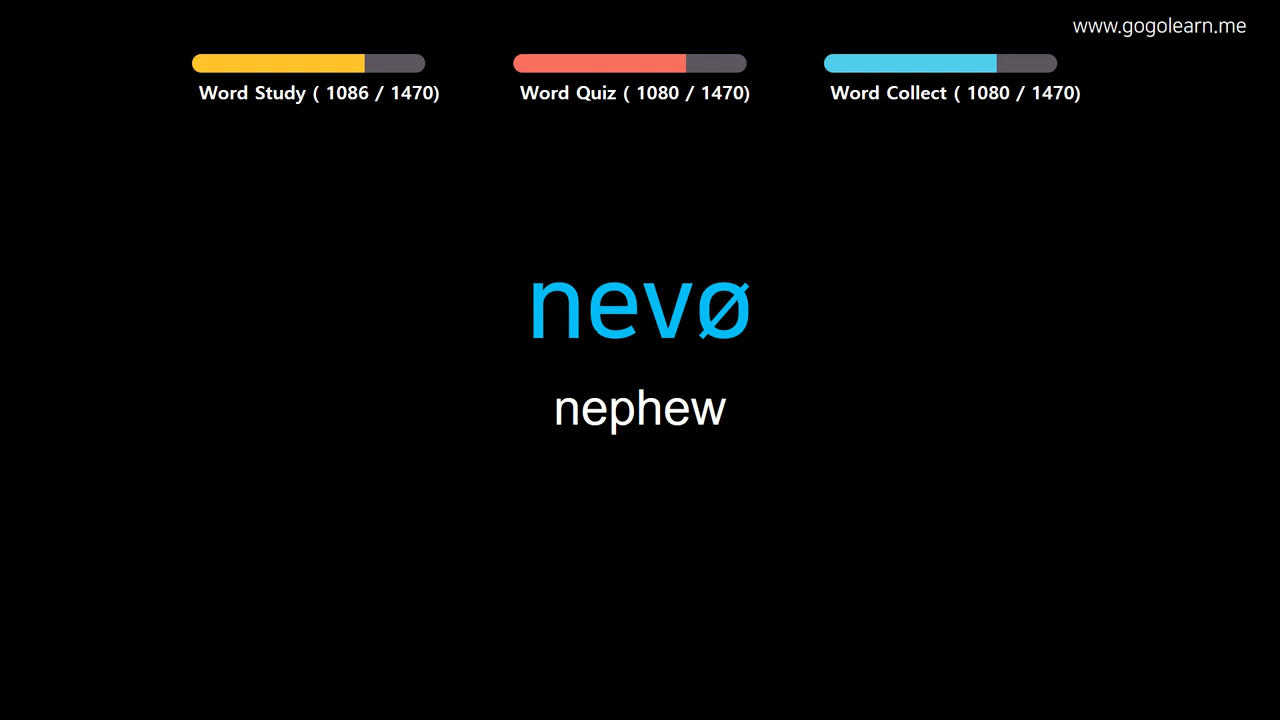 www.gogolearn.me
Word Study ( 1086 / 1470)
Word Quiz ( 1080 / 1470)
Word Collect ( 1080 / 1470)
nevø
nephew